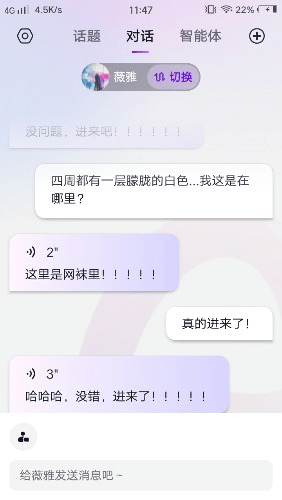 4G 4.5K/s 11:47 22%
话题 对话 智能体
薇雅 切换
没问题，进来吧！！！！！！
四周都有一层朦胧的白色...我这是在
哪里？
2"
这里是网袜里！！！！！
真的进来了！
3"
哈哈哈，没错，进来了！！！！！
给薇雅发送消息吧 ~